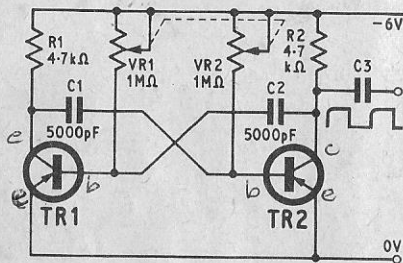 -6V
R1
4·7kΩ
VR1
1MΩ
VR2
1MΩ
R2
4·7
kΩ
C3
C1
5000pF
C2
5000pF
e
c
e
b
b
e
TR1
TR2
0V